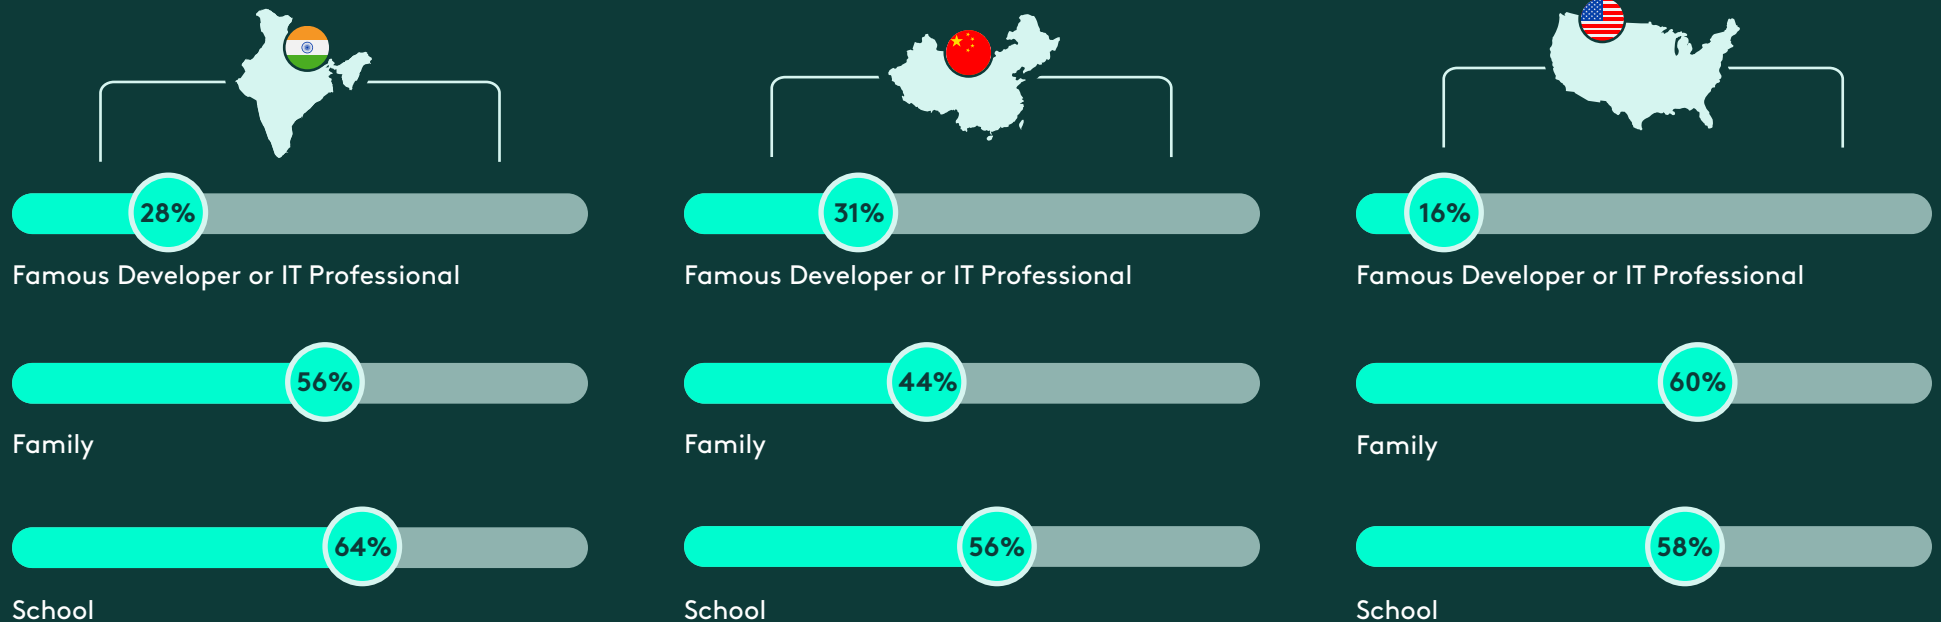 28%
Famous Developer or IT Professional
56%
Family
64%
School
31%
Famous Developer or IT Professional
44%
Family
56%
School
16%
Famous Developer or IT Professional
60%
Family
58%
School